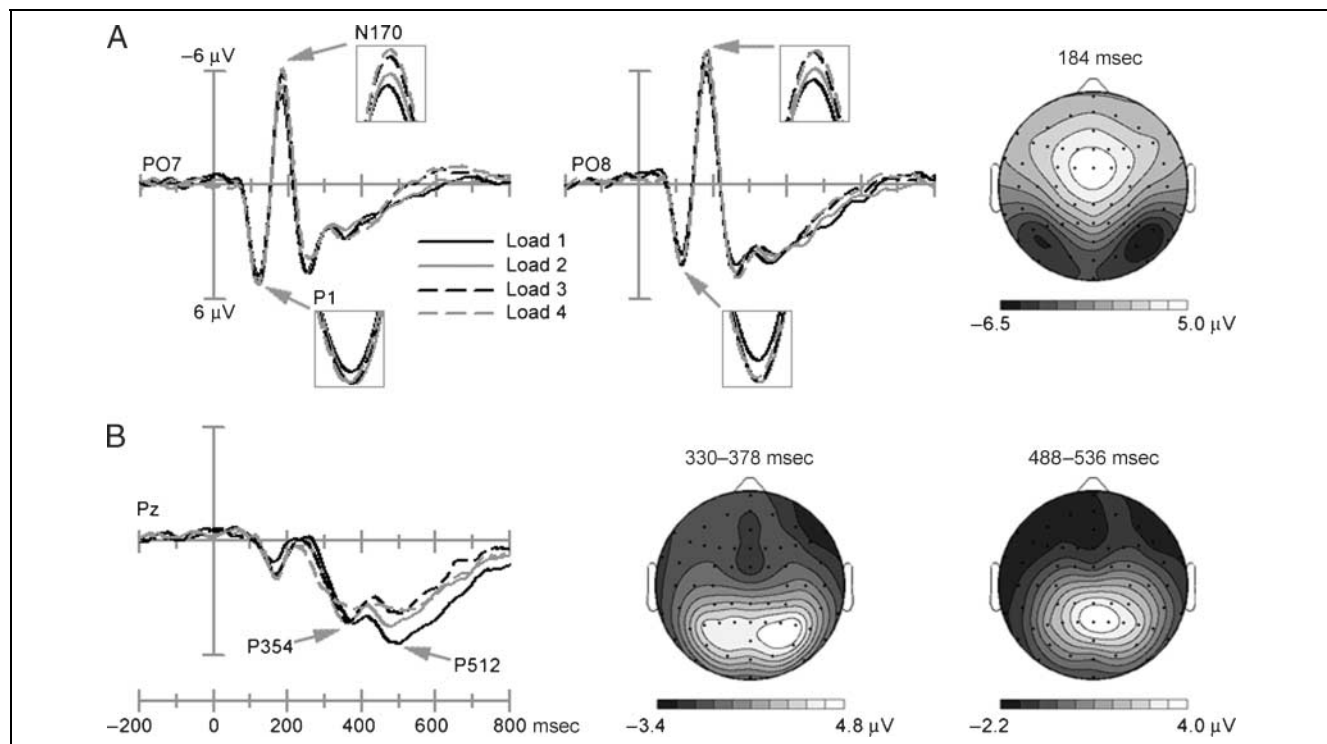 A
N170
–6 µV
184 msec
PO7
PO8
Load 1
Load 2
Load 3
Load 4
P1
6 µV
–6.5 5.0 µV
B
330–378 msec 488–536 msec
Pz
P354
P512
–200 0 200 400 600 800 msec
–3.4 4.8 µV –2.2 4.0 µV